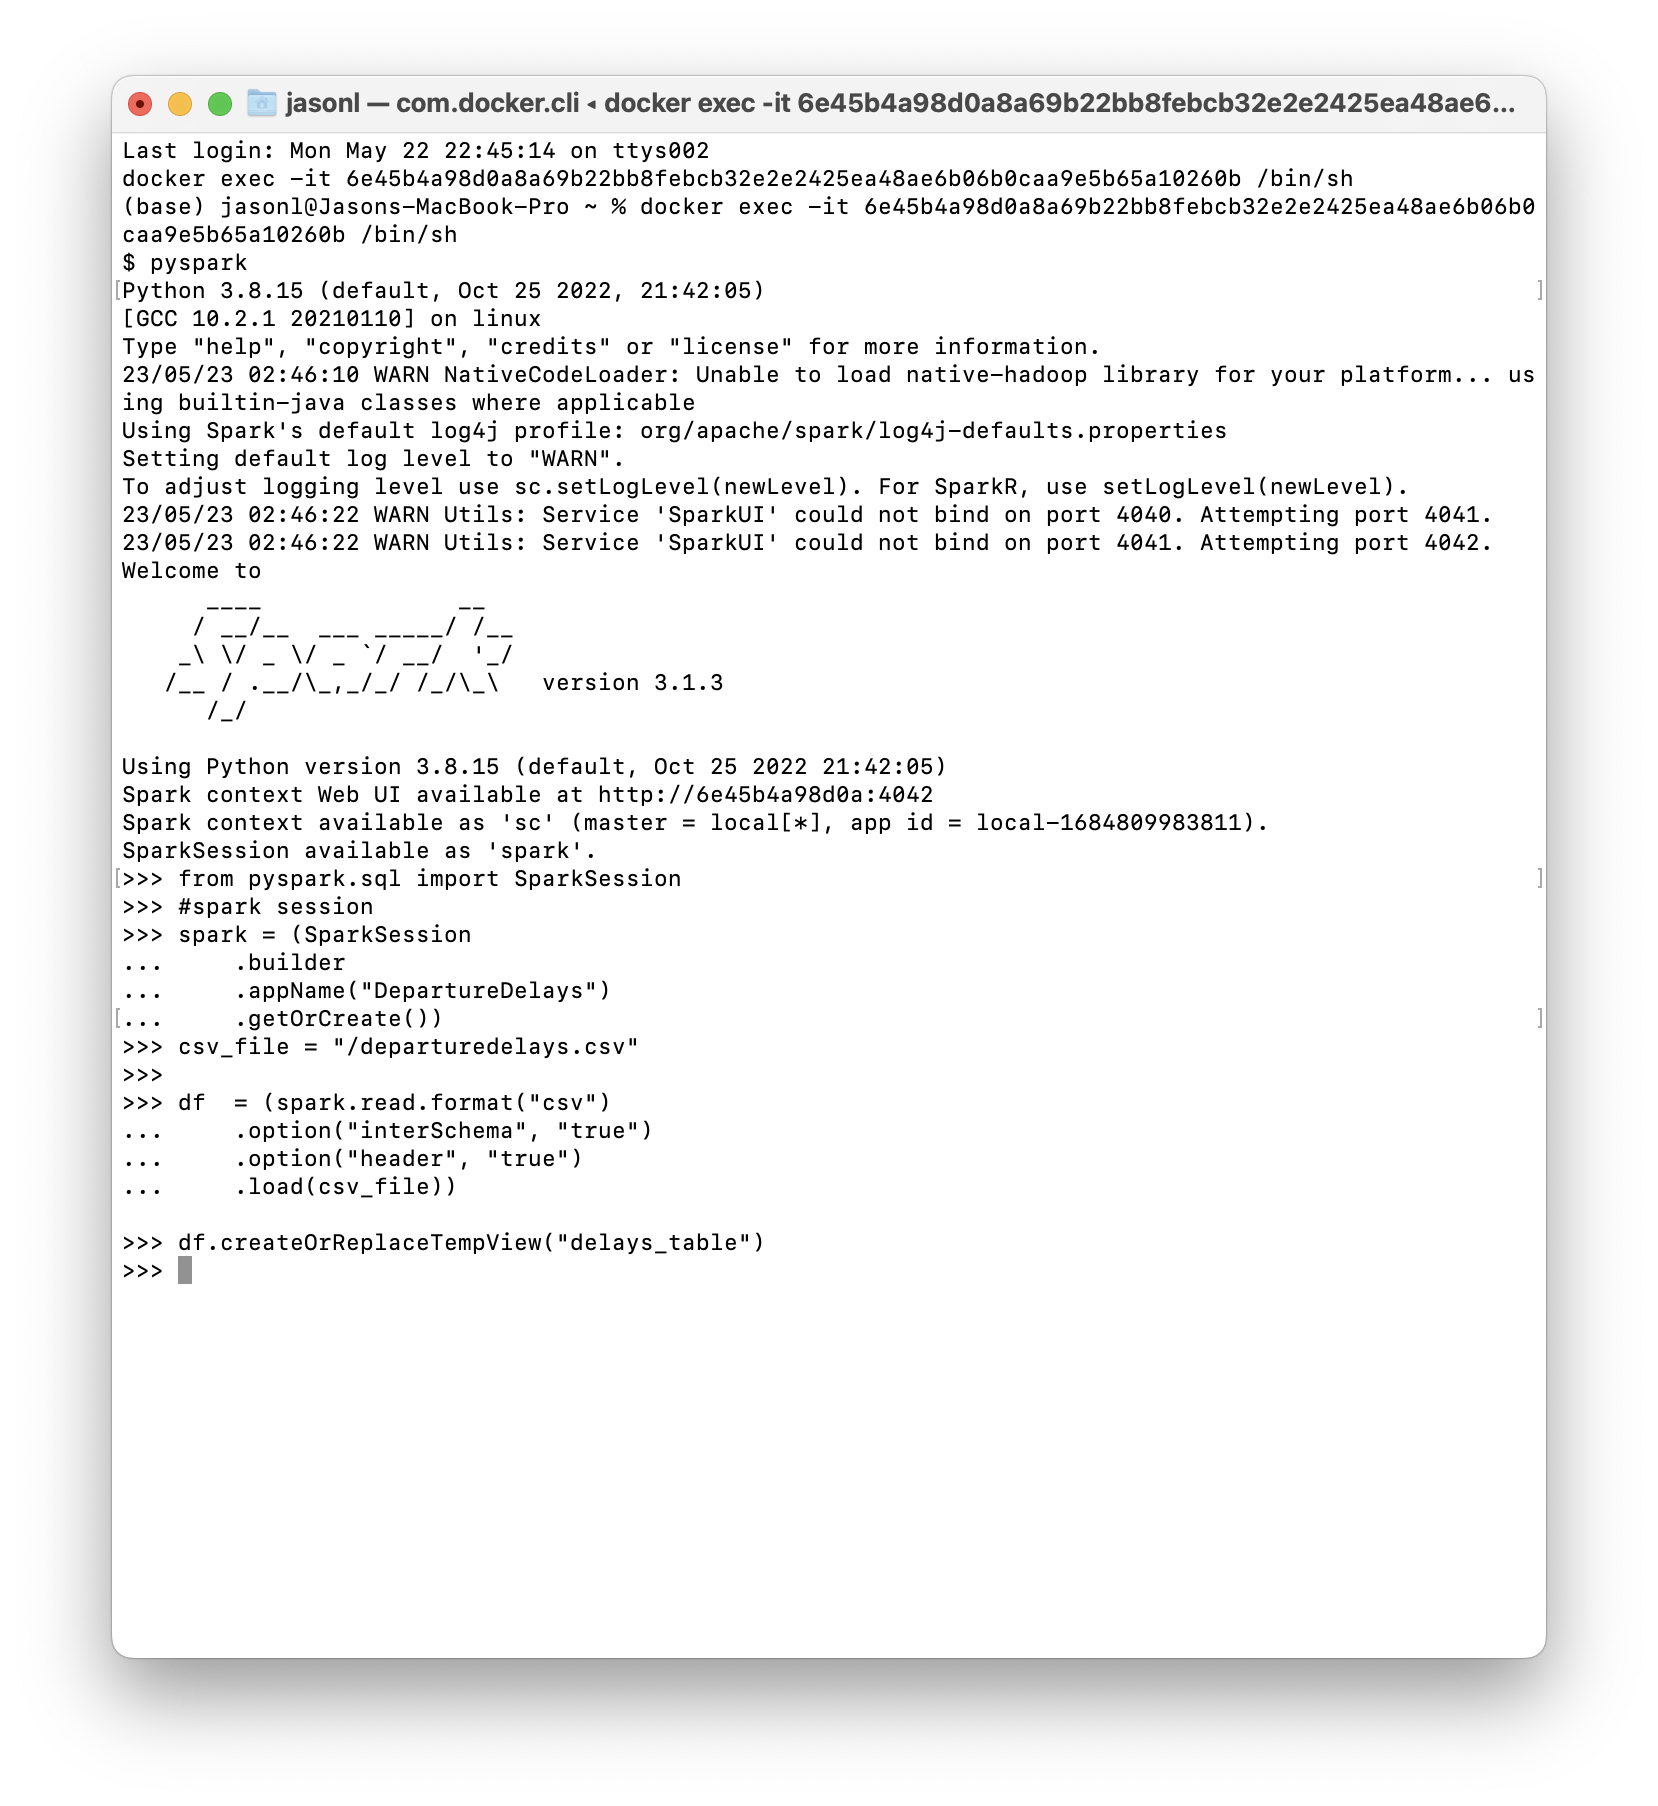 jasonl — com.docker.cli ◂ docker exec -it 6e45b4a98d0a8a69b22bb8febcb32e2e2425ea48ae6...
Last login: Mon May 22 22:45:14 on ttys002
docker exec -it 6e45b4a98d0a8a69b22bb8febcb32e2e2425ea48ae6b06b0caa9e5b65a10260b /bin/sh
(base) jasonl@Jasons-MacBook-Pro ~ % docker exec -it 6e45b4a98d0a8a69b22bb8febcb32e2e2425ea48ae6b06b0
caa9e5b65a10260b /bin/sh
$ pyspark
[Python 3.8.15 (default, Oct 25 2022, 21:42:05) ]
[GCC 10.2.1 20210110] on linux
Type "help", "copyright", "credits" or "license" for more information.
23/05/23 02:46:10 WARN NativeCodeLoader: Unable to load native-hadoop library for your platform... us
ing builtin-java classes where applicable
Using Spark's default log4j profile: org/apache/spark/log4j-defaults.properties
Setting default log level to "WARN".
To adjust logging level use sc.setLogLevel(newLevel). For SparkR, use setLogLevel(newLevel).
23/05/23 02:46:22 WARN Utils: Service 'SparkUI' could not bind on port 4040. Attempting port 4041.
23/05/23 02:46:22 WARN Utils: Service 'SparkUI' could not bind on port 4041. Attempting port 4042.
Welcome to
      ____              __
     / __/__  ___ _____/ /__
    _\ \/ _ \/ _ `/ __/  '_/
   /__ / .__/\_,_/_/ /_/\_\   version 3.1.3
      /_/
Using Python version 3.8.15 (default, Oct 25 2022 21:42:05)
Spark context Web UI available at http://6e45b4a98d0a:4042
Spark context available as 'sc' (master = local[*], app id = local-1684809983811).
SparkSession available as 'spark'.
[>>> from pyspark.sql import SparkSession ]
>>> #spark session
>>> spark = (SparkSession
...     .builder
...     .appName("DepartureDelays")
[...     .getOrCreate()) ]
>>> csv_file = "/departuredelays.csv"
>>>
>>> df  = (spark.read.format("csv")
...     .option("interSchema", "true")
...     .option("header", "true")
...     .load(csv_file))
>>> df.createOrReplaceTempView("delays_table")
>>>